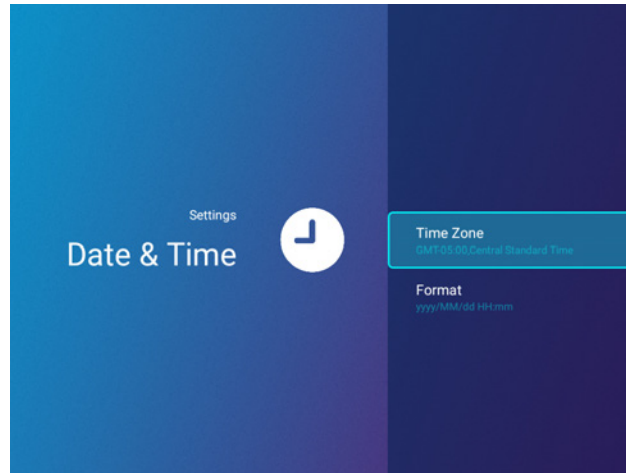 Settings
Date & Time
Time Zone
GMT-05:00,Central Standard Time
Format
yyyy/MM/dd HH:mm